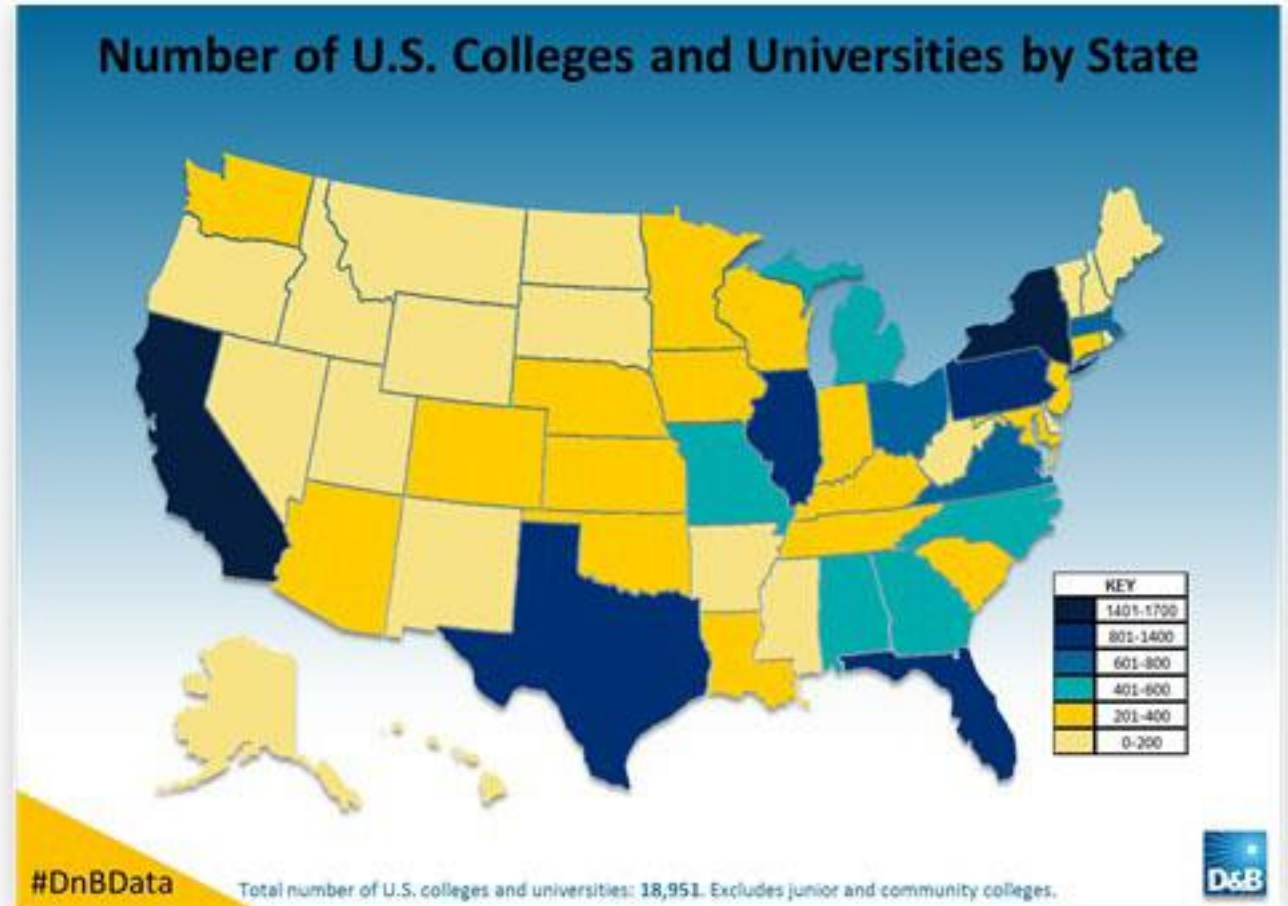 Number of U.S. Colleges and Universities by State
KEY
1401-1700
801-1400
601-800
401-600
201-400
0-200
#DnBData
Total number of U.S. colleges and universities: 18,951. Excludes junior and community colleges.
D&B